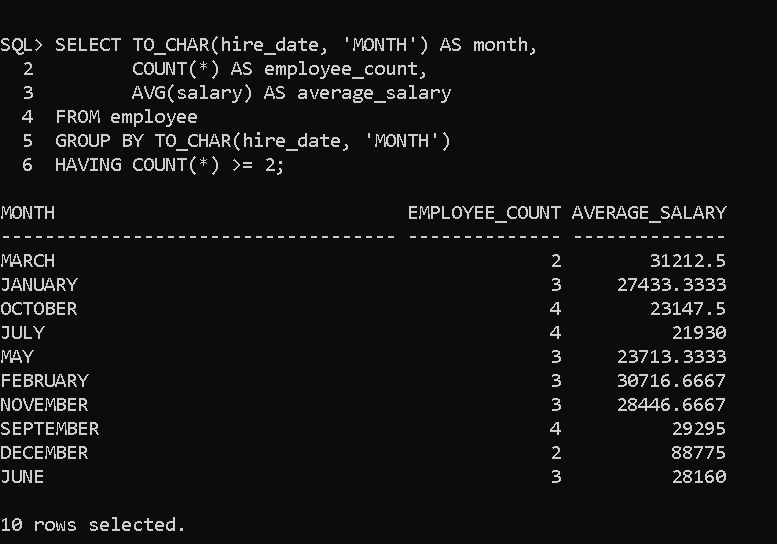 SQL> SELECT TO_CHAR(hire_date, 'MONTH') AS month,
  2         COUNT(*) AS employee_count,
  3         AVG(salary) AS average_salary
  4  FROM employee
  5  GROUP BY TO_CHAR(hire_date, 'MONTH')
  6  HAVING COUNT(*) >= 2;

MONTH                                EMPLOYEE_COUNT AVERAGE_SALARY
------------------------------------ -------------- --------------
MARCH                                             2        31212.5
JANUARY                                           3     27433.3333
OCTOBER                                           4        23147.5
JULY                                              4          21930
MAY                                               3     23713.3333
FEBRUARY                                          3     30716.6667
NOVEMBER                                          3     28446.6667
SEPTEMBER                                         4          29295
DECEMBER                                          2          88775
JUNE                                              3          28160

10 rows selected.